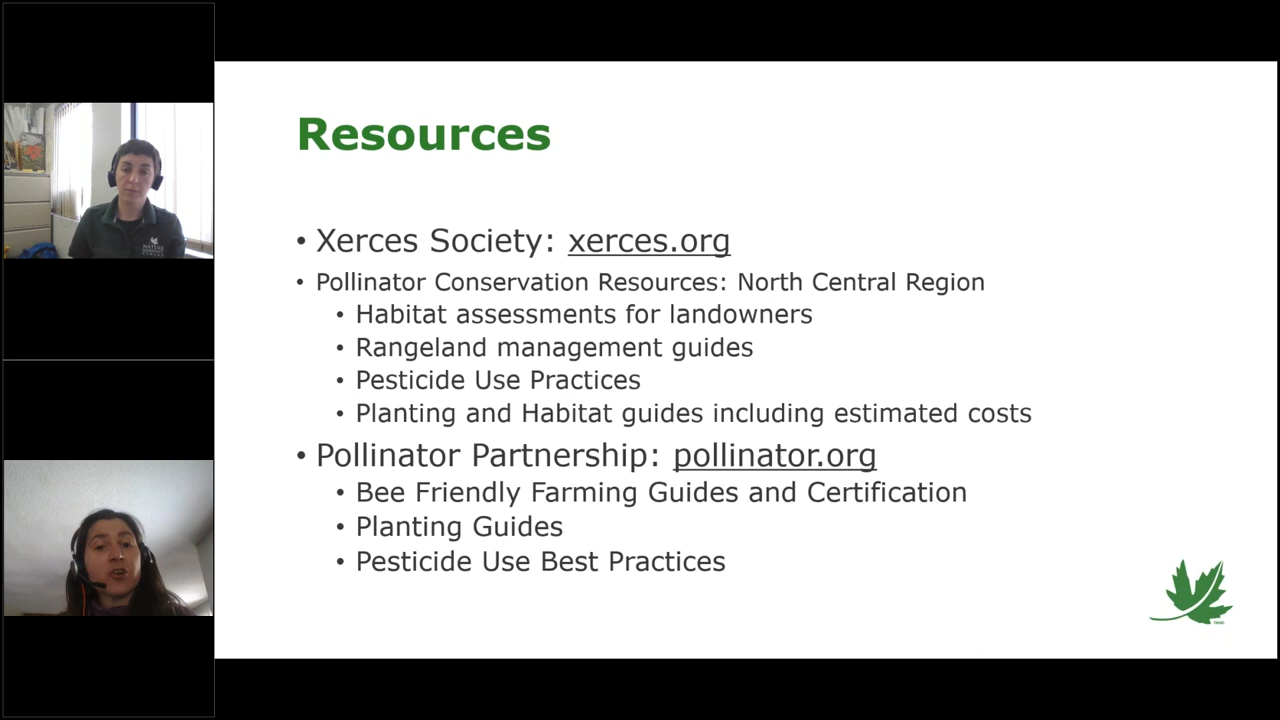 Resources
• Xerces Society: xerces.org
• Pollinator Conservation Resources: North Central Region
• Habitat assessments for landowners
• Rangeland management guides
• Pesticide Use Practices
• Planting and Habitat guides including estimated costs
• Pollinator Partnership: pollinator.org
• Bee Friendly Farming Guides and Certification
• Planting Guides
• Pesticide Use Best Practices
NATURE